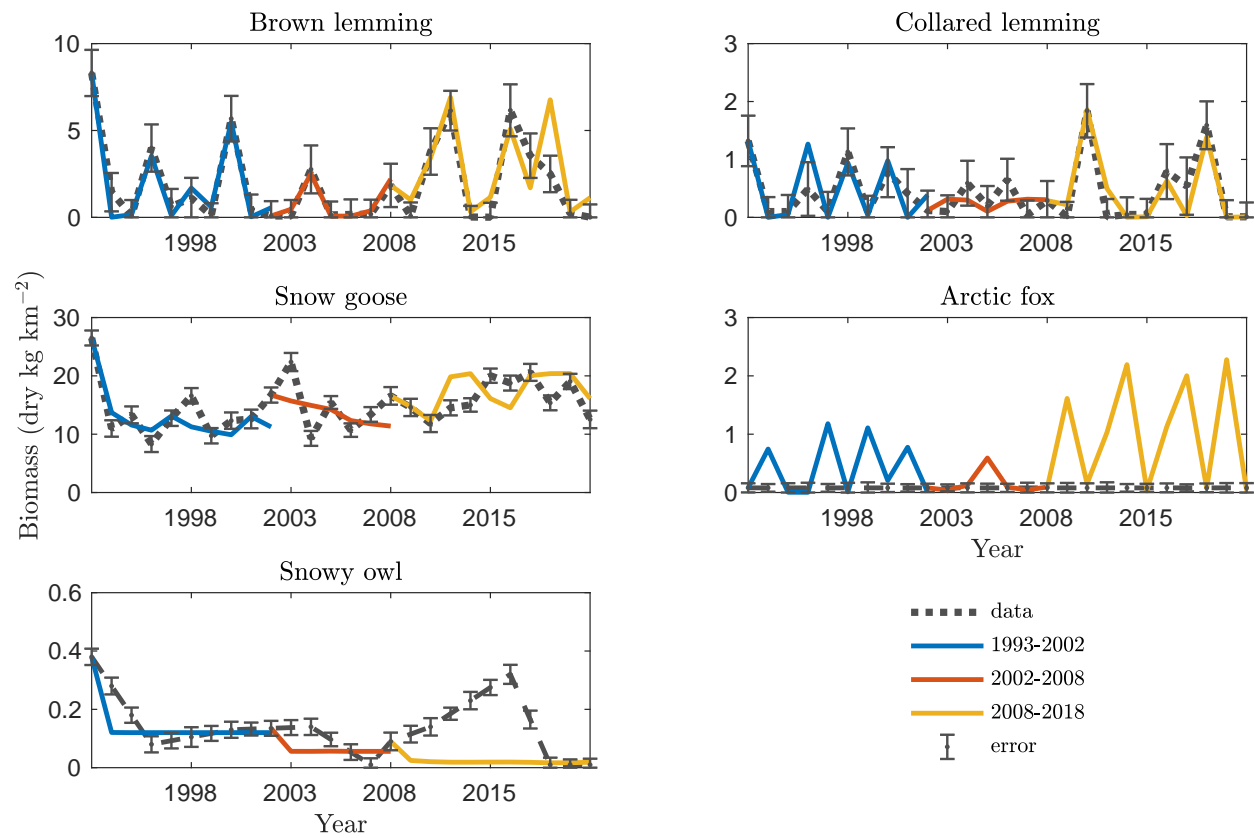 Brown lemming
10
5
0
1998 2003 2008 2015
Collared lemming
3
2
1
0
1998 2003 2008 2015
Biomass (dry kg km−2)
Snow goose
30
20
10
0
1998 2003 2008 2015
Arctic fox
3
2
1
0
1998 2003 2008 2015
Year
Snowy owl
0.6
0.4
0.2
0
1998 2003 2008 2015
Year
data
1993-2002
2002-2008
2008-2018
error